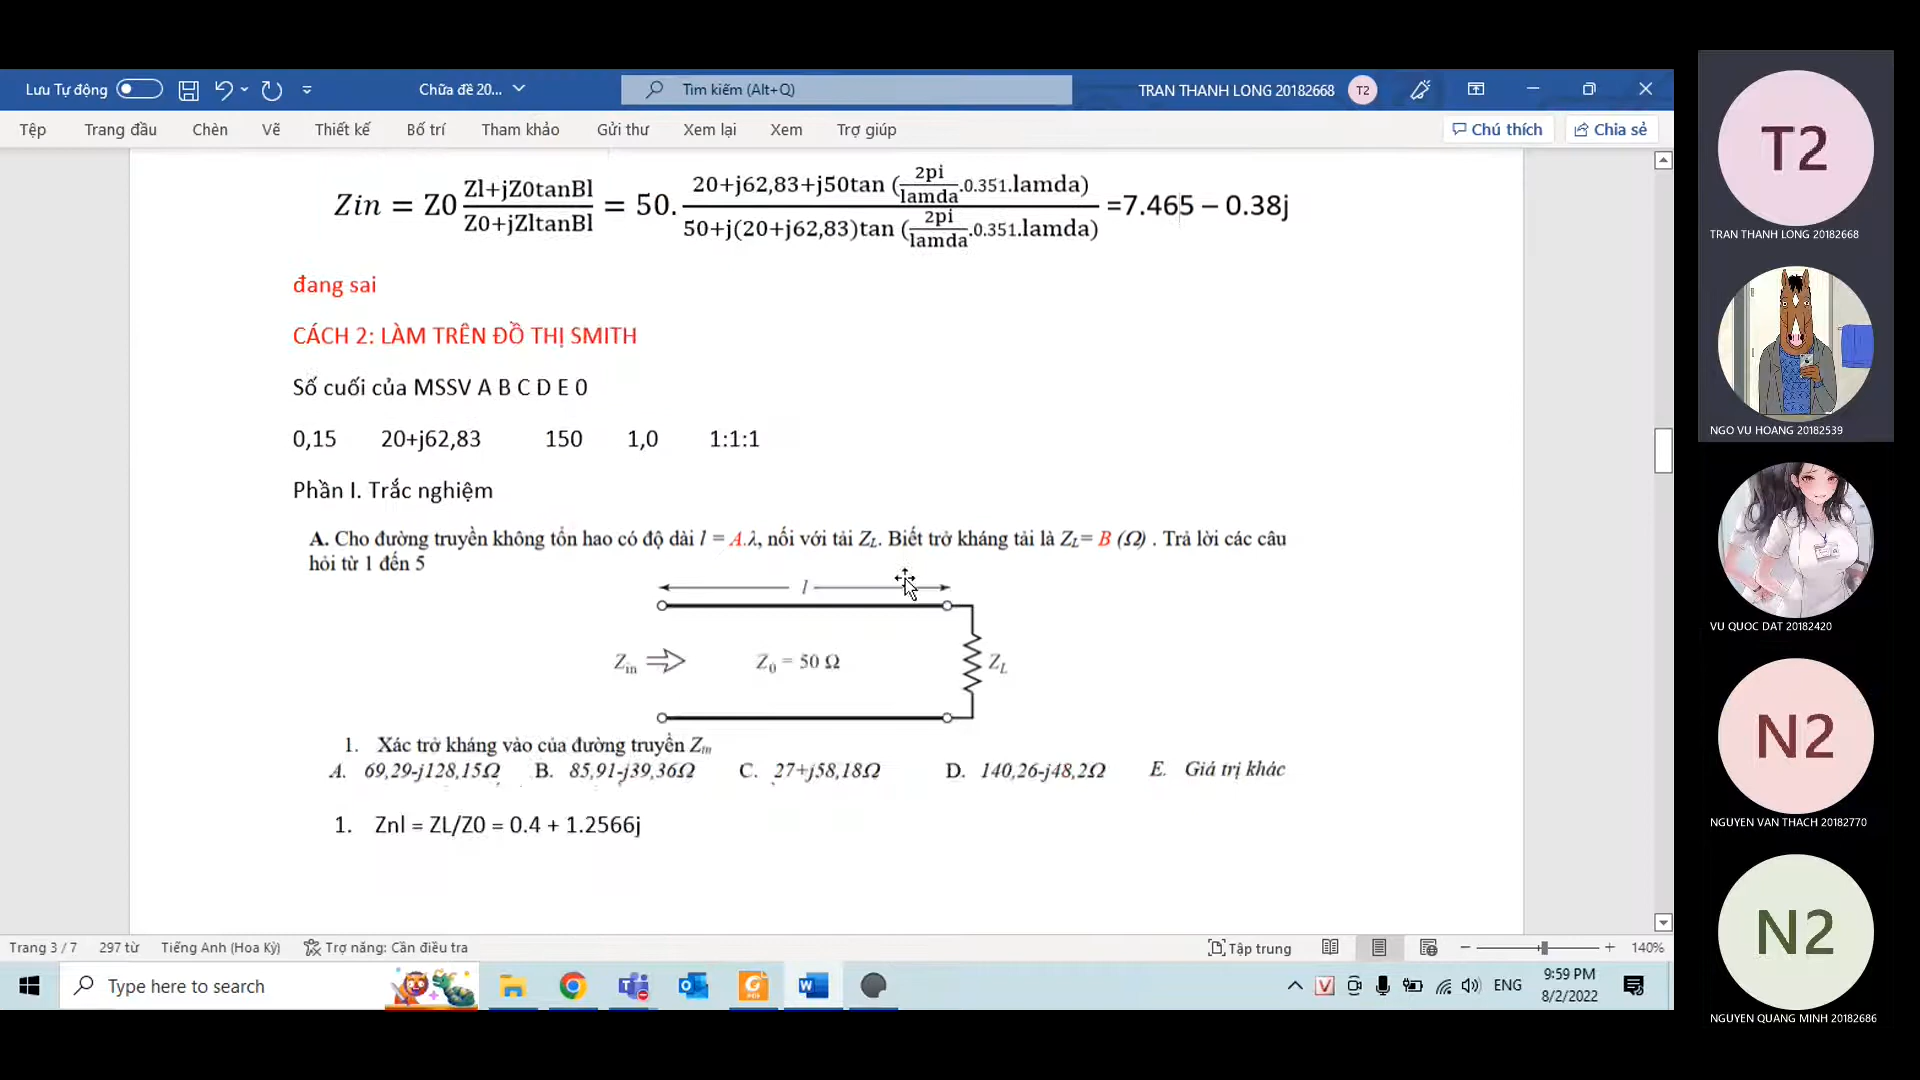 Lưu Tự động
Chữa đề 20...
Tìm kiếm (Alt+Q)
TRAN THANH LONG 20182668
T2
Tệp Trang đầu Chèn Vẽ Thiết kế Bố trí Tham khảo Gửi thư Xem lại Xem Trợ giúp
Chú thích
Chia sẻ
Zin = Z0 Zl+jZ0tanBl / Z0+jZltanBl = 50. 20+j62,83+j50tan (2pi/lamda .0.351.lamda) / 50+j(20+j62,83)tan (2pi/lamda .0.351.lamda) =7.465 – 0.38j
đang sai
CÁCH 2: LÀM TRÊN ĐỒ THỊ SMITH
Số cuối của MSSV A B C D E 0
0,15 20+j62,83 150 1,0 1:1:1
Phần I. Trắc nghiệm
A. Cho đường truyền không tổn hao có độ dài l = A.λ, nối với tải ZL. Biết trở kháng tải là ZL= B (Ω) . Trả lời các câu
hỏi từ 1 đến 5
l
Zin
Z0 = 50 Ω
ZL
1. Xác trở kháng vào của đường truyền Zin
A. 69,29-j128,15Ω B. 85,91-j39,36Ω C. 27+j58,18Ω D. 140,26-j48,2Ω E. Giá trị khác
1. Znl = ZL/Z0 = 0.4 + 1.2566j
Trang 3 / 7 297 từ Tiếng Anh (Hoa Kỳ) Trợ năng: Cần điều tra
Tập trung
140%
Type here to search
ENG
9:59 PM
8/2/2022
T2
TRAN THANH LONG 20182668
NGO VU HOANG 20182539
VU QUOC DAT 20182420
N2
NGUYEN VAN THACH 20182770
N2
NGUYEN QUANG MINH 20182686